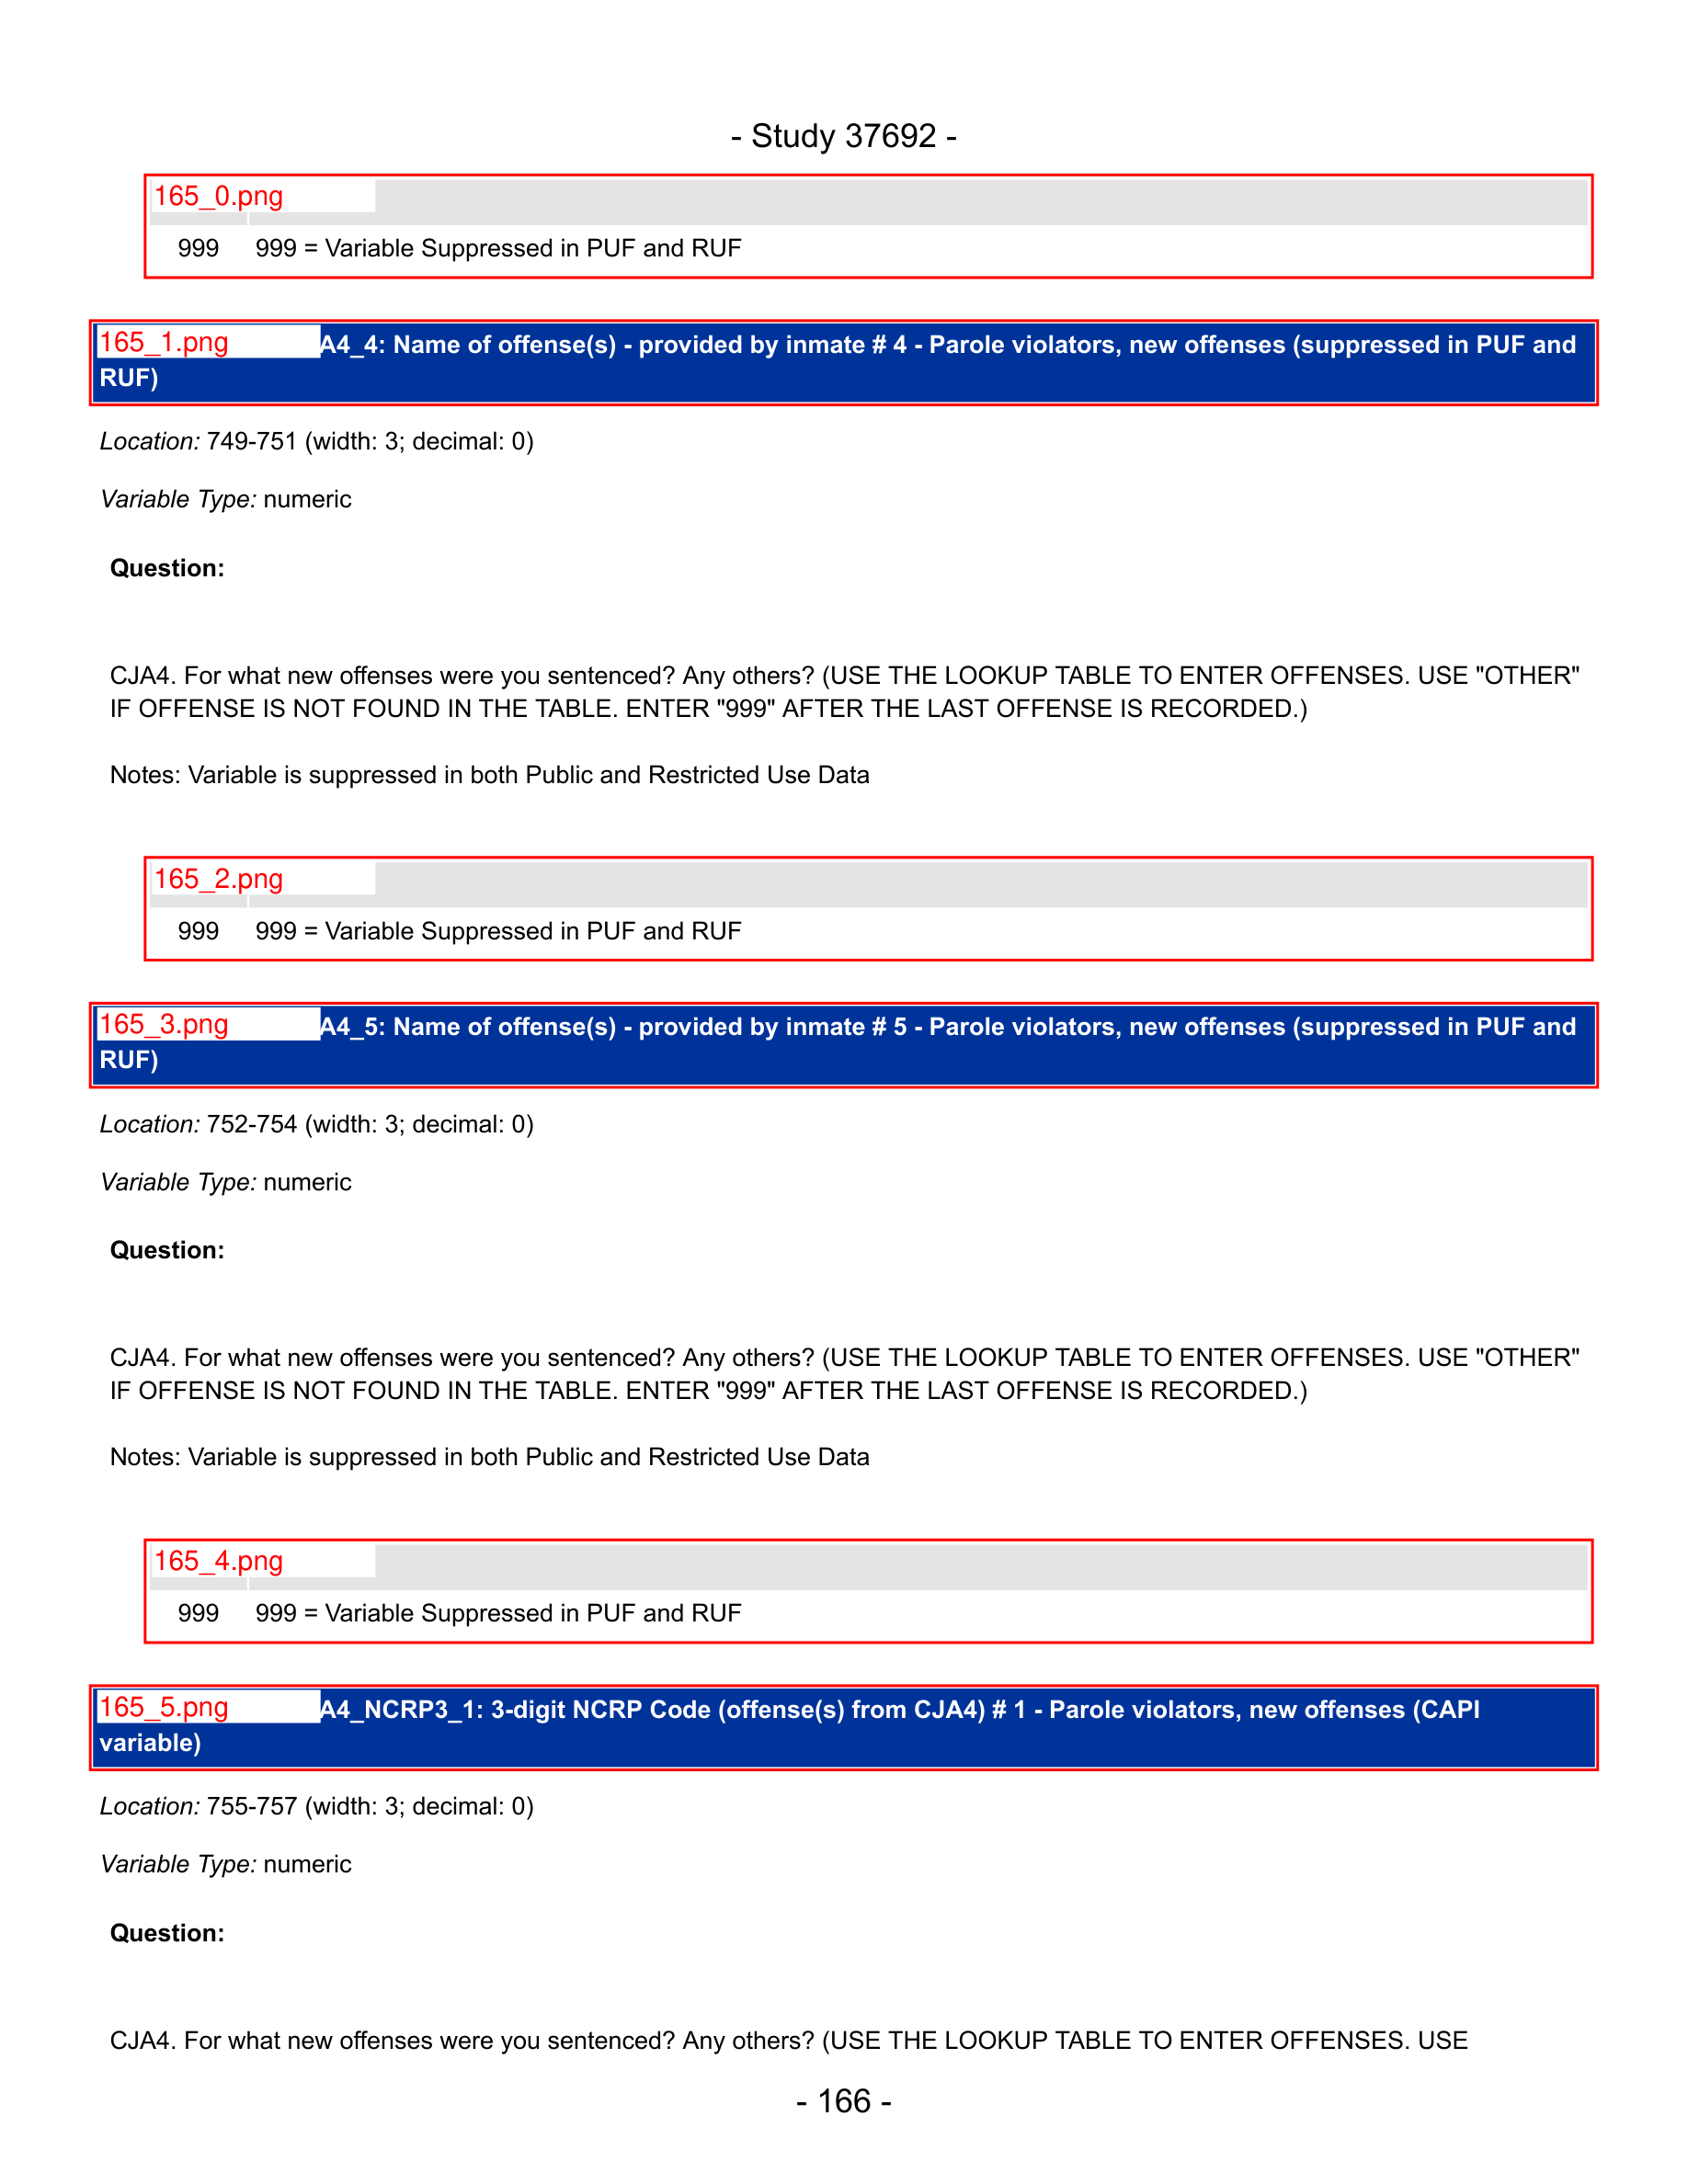 - Study 37692 -
165_0.png
999 999 = Variable Suppressed in PUF and RUF
165_1.png A4_4: Name of offense(s) - provided by inmate # 4 - Parole violators, new offenses (suppressed in PUF and
RUF)
Location: 749-751 (width: 3; decimal: 0)
Variable Type: numeric
Question:
CJA4. For what new offenses were you sentenced? Any others? (USE THE LOOKUP TABLE TO ENTER OFFENSES. USE "OTHER"
IF OFFENSE IS NOT FOUND IN THE TABLE. ENTER "999" AFTER THE LAST OFFENSE IS RECORDED.)
Notes: Variable is suppressed in both Public and Restricted Use Data
165_2.png
999 999 = Variable Suppressed in PUF and RUF
165_3.png A4_5: Name of offense(s) - provided by inmate # 5 - Parole violators, new offenses (suppressed in PUF and
RUF)
Location: 752-754 (width: 3; decimal: 0)
Variable Type: numeric
Question:
CJA4. For what new offenses were you sentenced? Any others? (USE THE LOOKUP TABLE TO ENTER OFFENSES. USE "OTHER"
IF OFFENSE IS NOT FOUND IN THE TABLE. ENTER "999" AFTER THE LAST OFFENSE IS RECORDED.)
Notes: Variable is suppressed in both Public and Restricted Use Data
165_4.png
999 999 = Variable Suppressed in PUF and RUF
165_5.png A4_NCRP3_1: 3-digit NCRP Code (offense(s) from CJA4) # 1 - Parole violators, new offenses (CAPI
variable)
Location: 755-757 (width: 3; decimal: 0)
Variable Type: numeric
Question:
CJA4. For what new offenses were you sentenced? Any others? (USE THE LOOKUP TABLE TO ENTER OFFENSES. USE
- 166 -